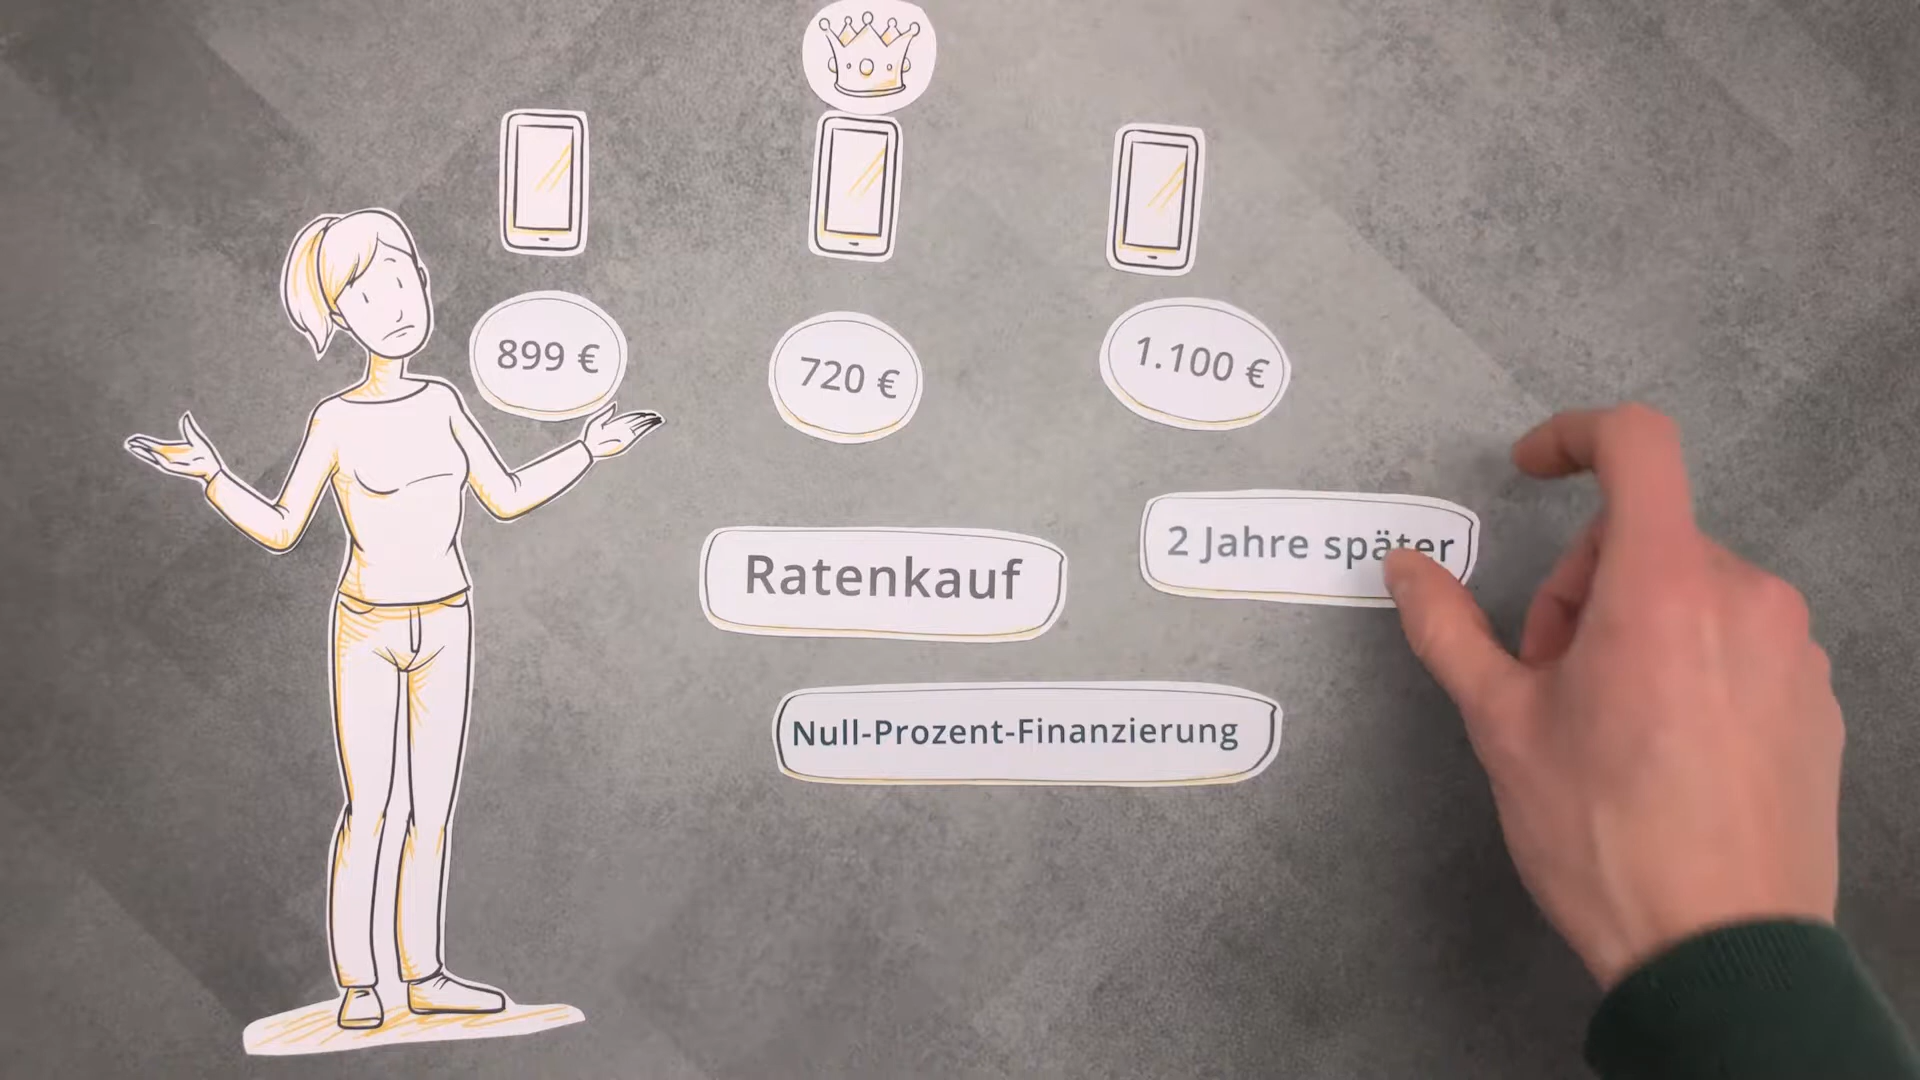 899 €
720 €
1.100 €
Ratenkauf
2 Jahre später
Null-Prozent-Finanzierung